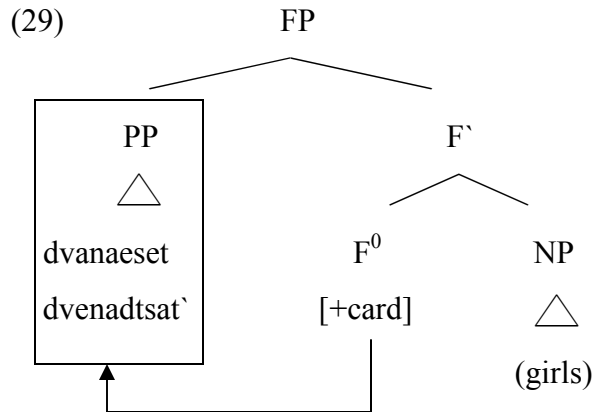 (29) FP
PP F`
dvanaeset F⁰ NP
dvenadtsat` [+card]
(girls)